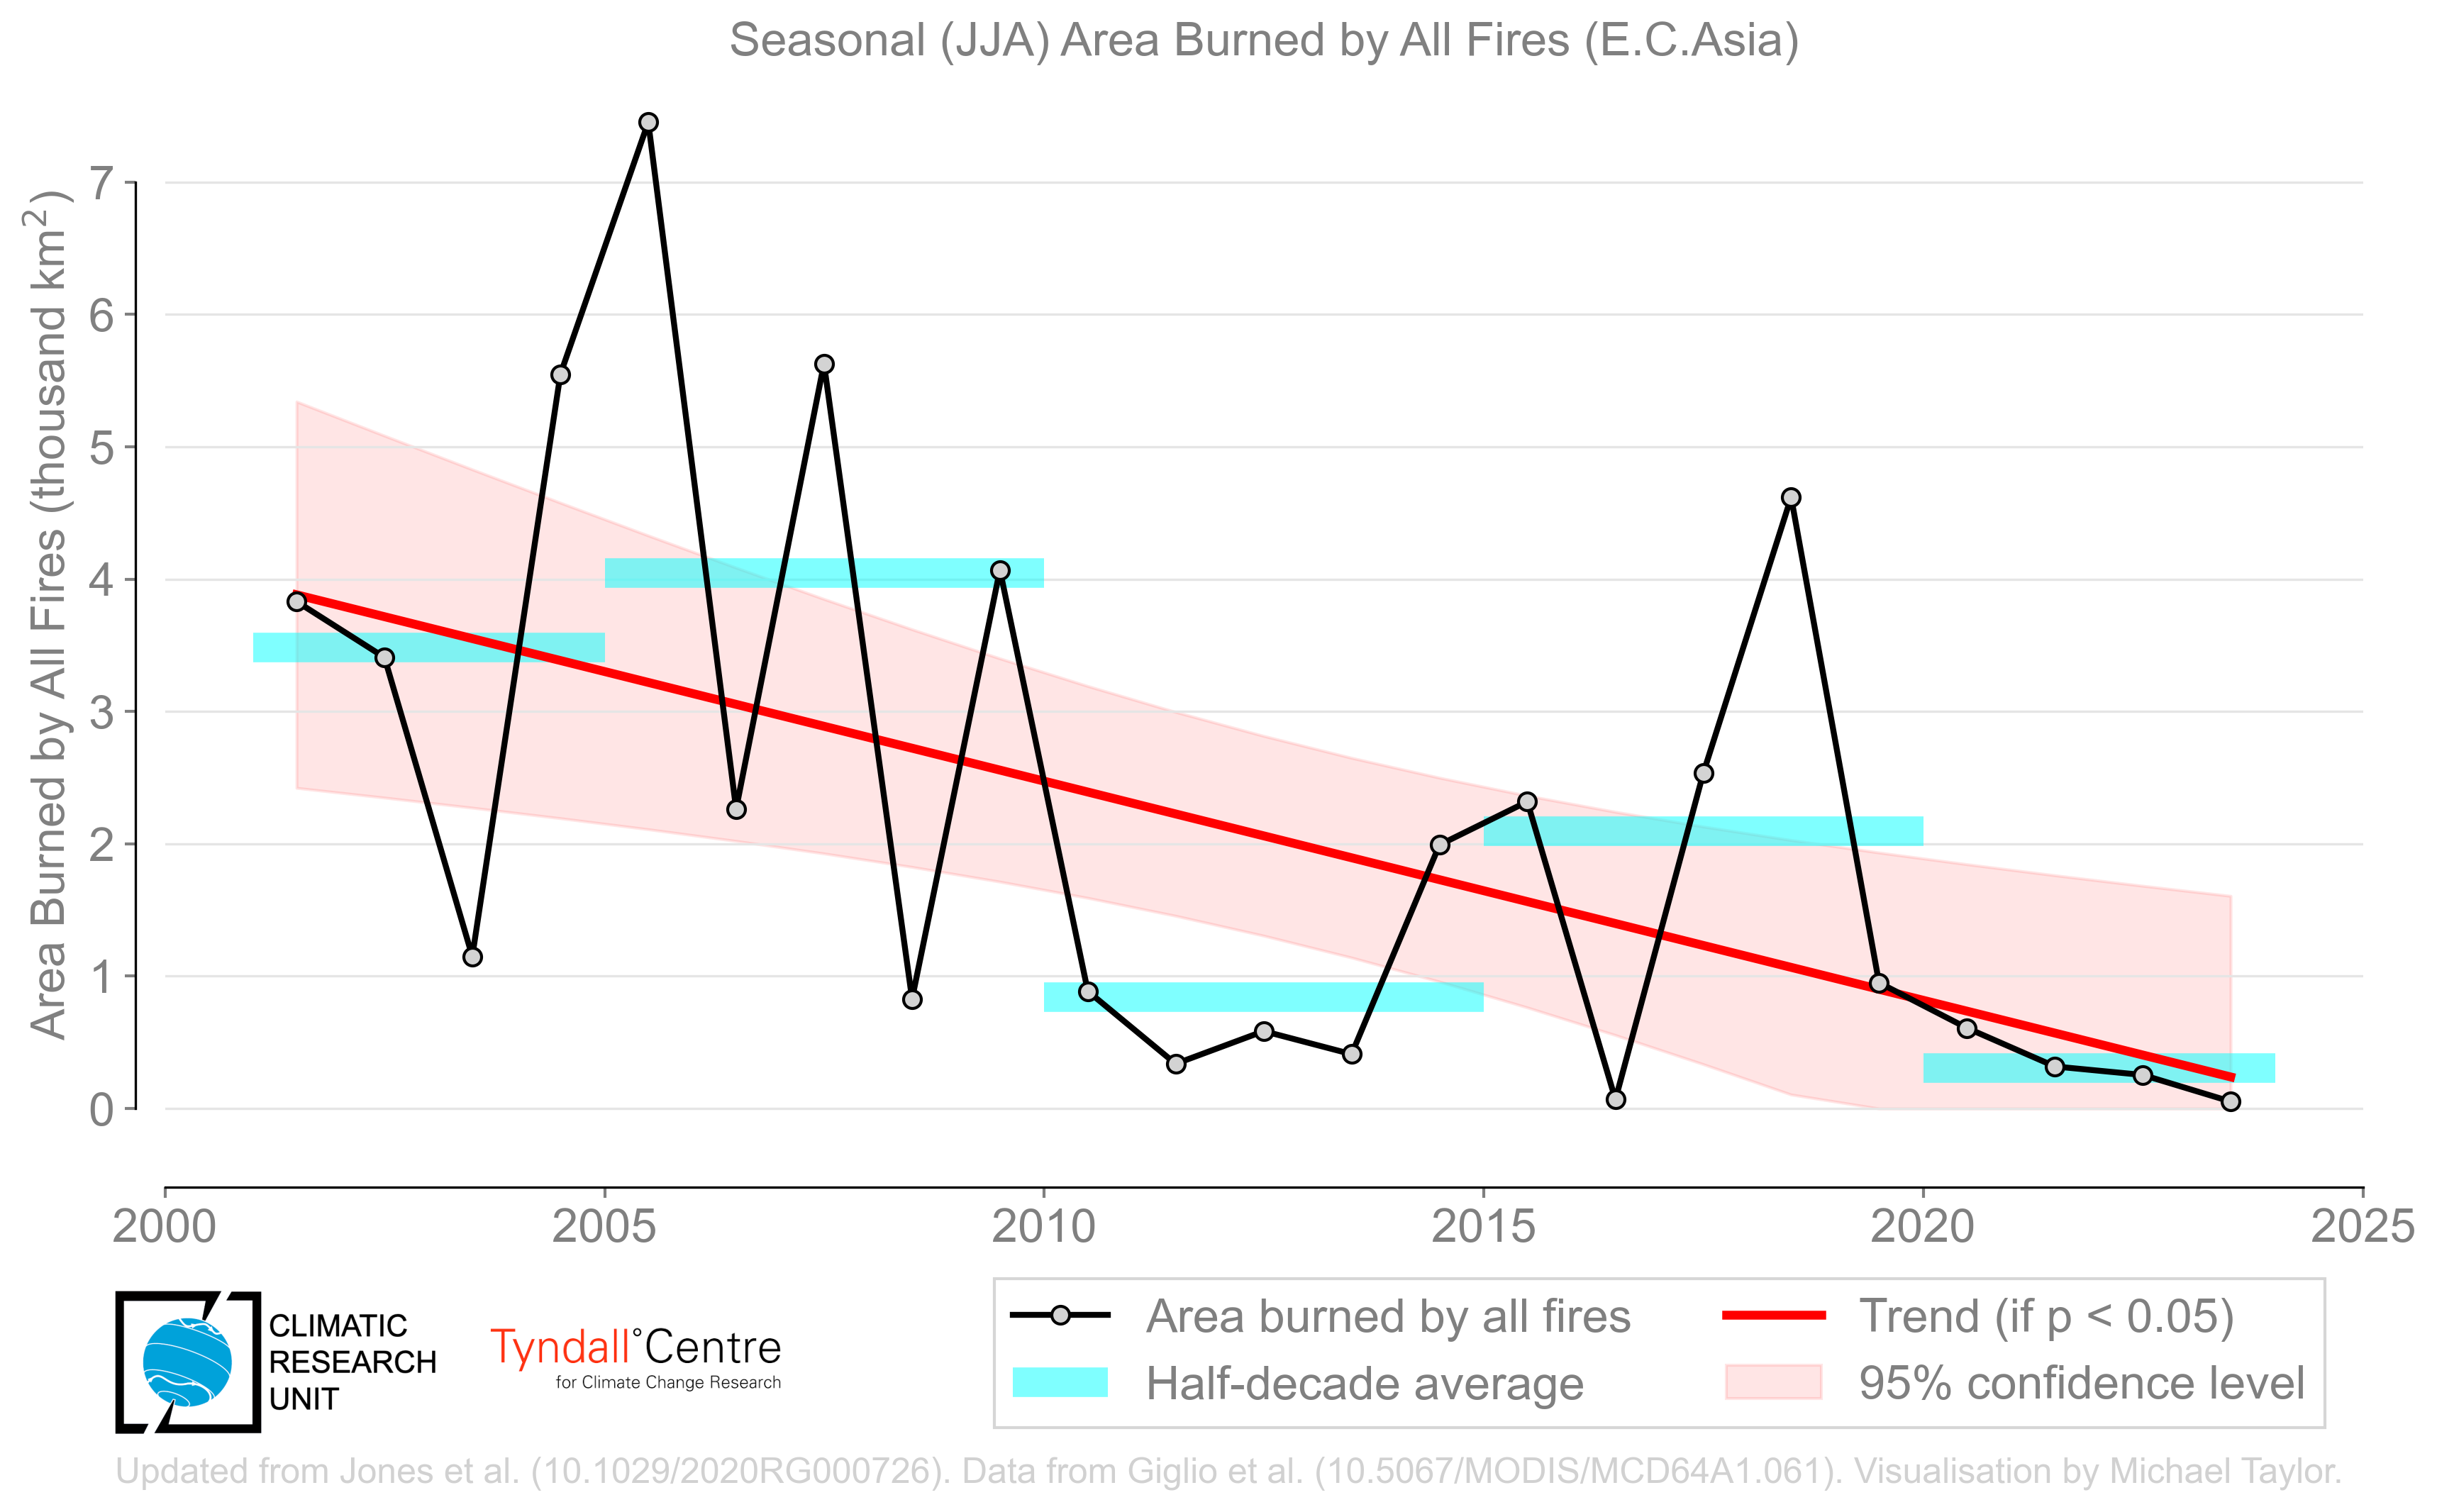 Seasonal (JJA) Area Burned by All Fires (E.C.Asia)
Area Burned by All Fires (thousand km²)
7
6
5
4
3
2
1
0
2000 2005 2010 2015 2020 2025
CLIMATIC
RESEARCH
UNIT
Tyndall°Centre
for Climate Change Research
Area burned by all fires
Half-decade average
Trend (if p < 0.05)
95% confidence level
Updated from Jones et al. (10.1029/2020RG000726). Data from Giglio et al. (10.5067/MODIS/MCD64A1.061). Visualisation by Michael Taylor.